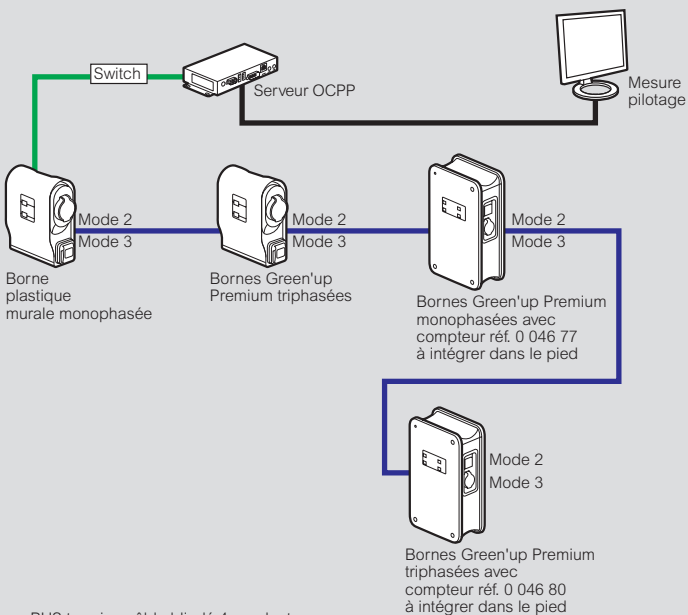 Switch
Serveur OCPP
Mesure
pilotage
Mode 2
Mode 3
Borne
plastique
murale monophasée
Mode 2
Mode 3
Bornes Green'up
Premium triphasées
Mode 2
Mode 3
Bornes Green'up Premium
monophasées avec
compteur réf. 0 046 77
à intégrer dans le pied
Mode 2
Mode 3
Bornes Green'up Premium
triphasées avec
compteur réf. 0 046 80
à intégrer dans le pied